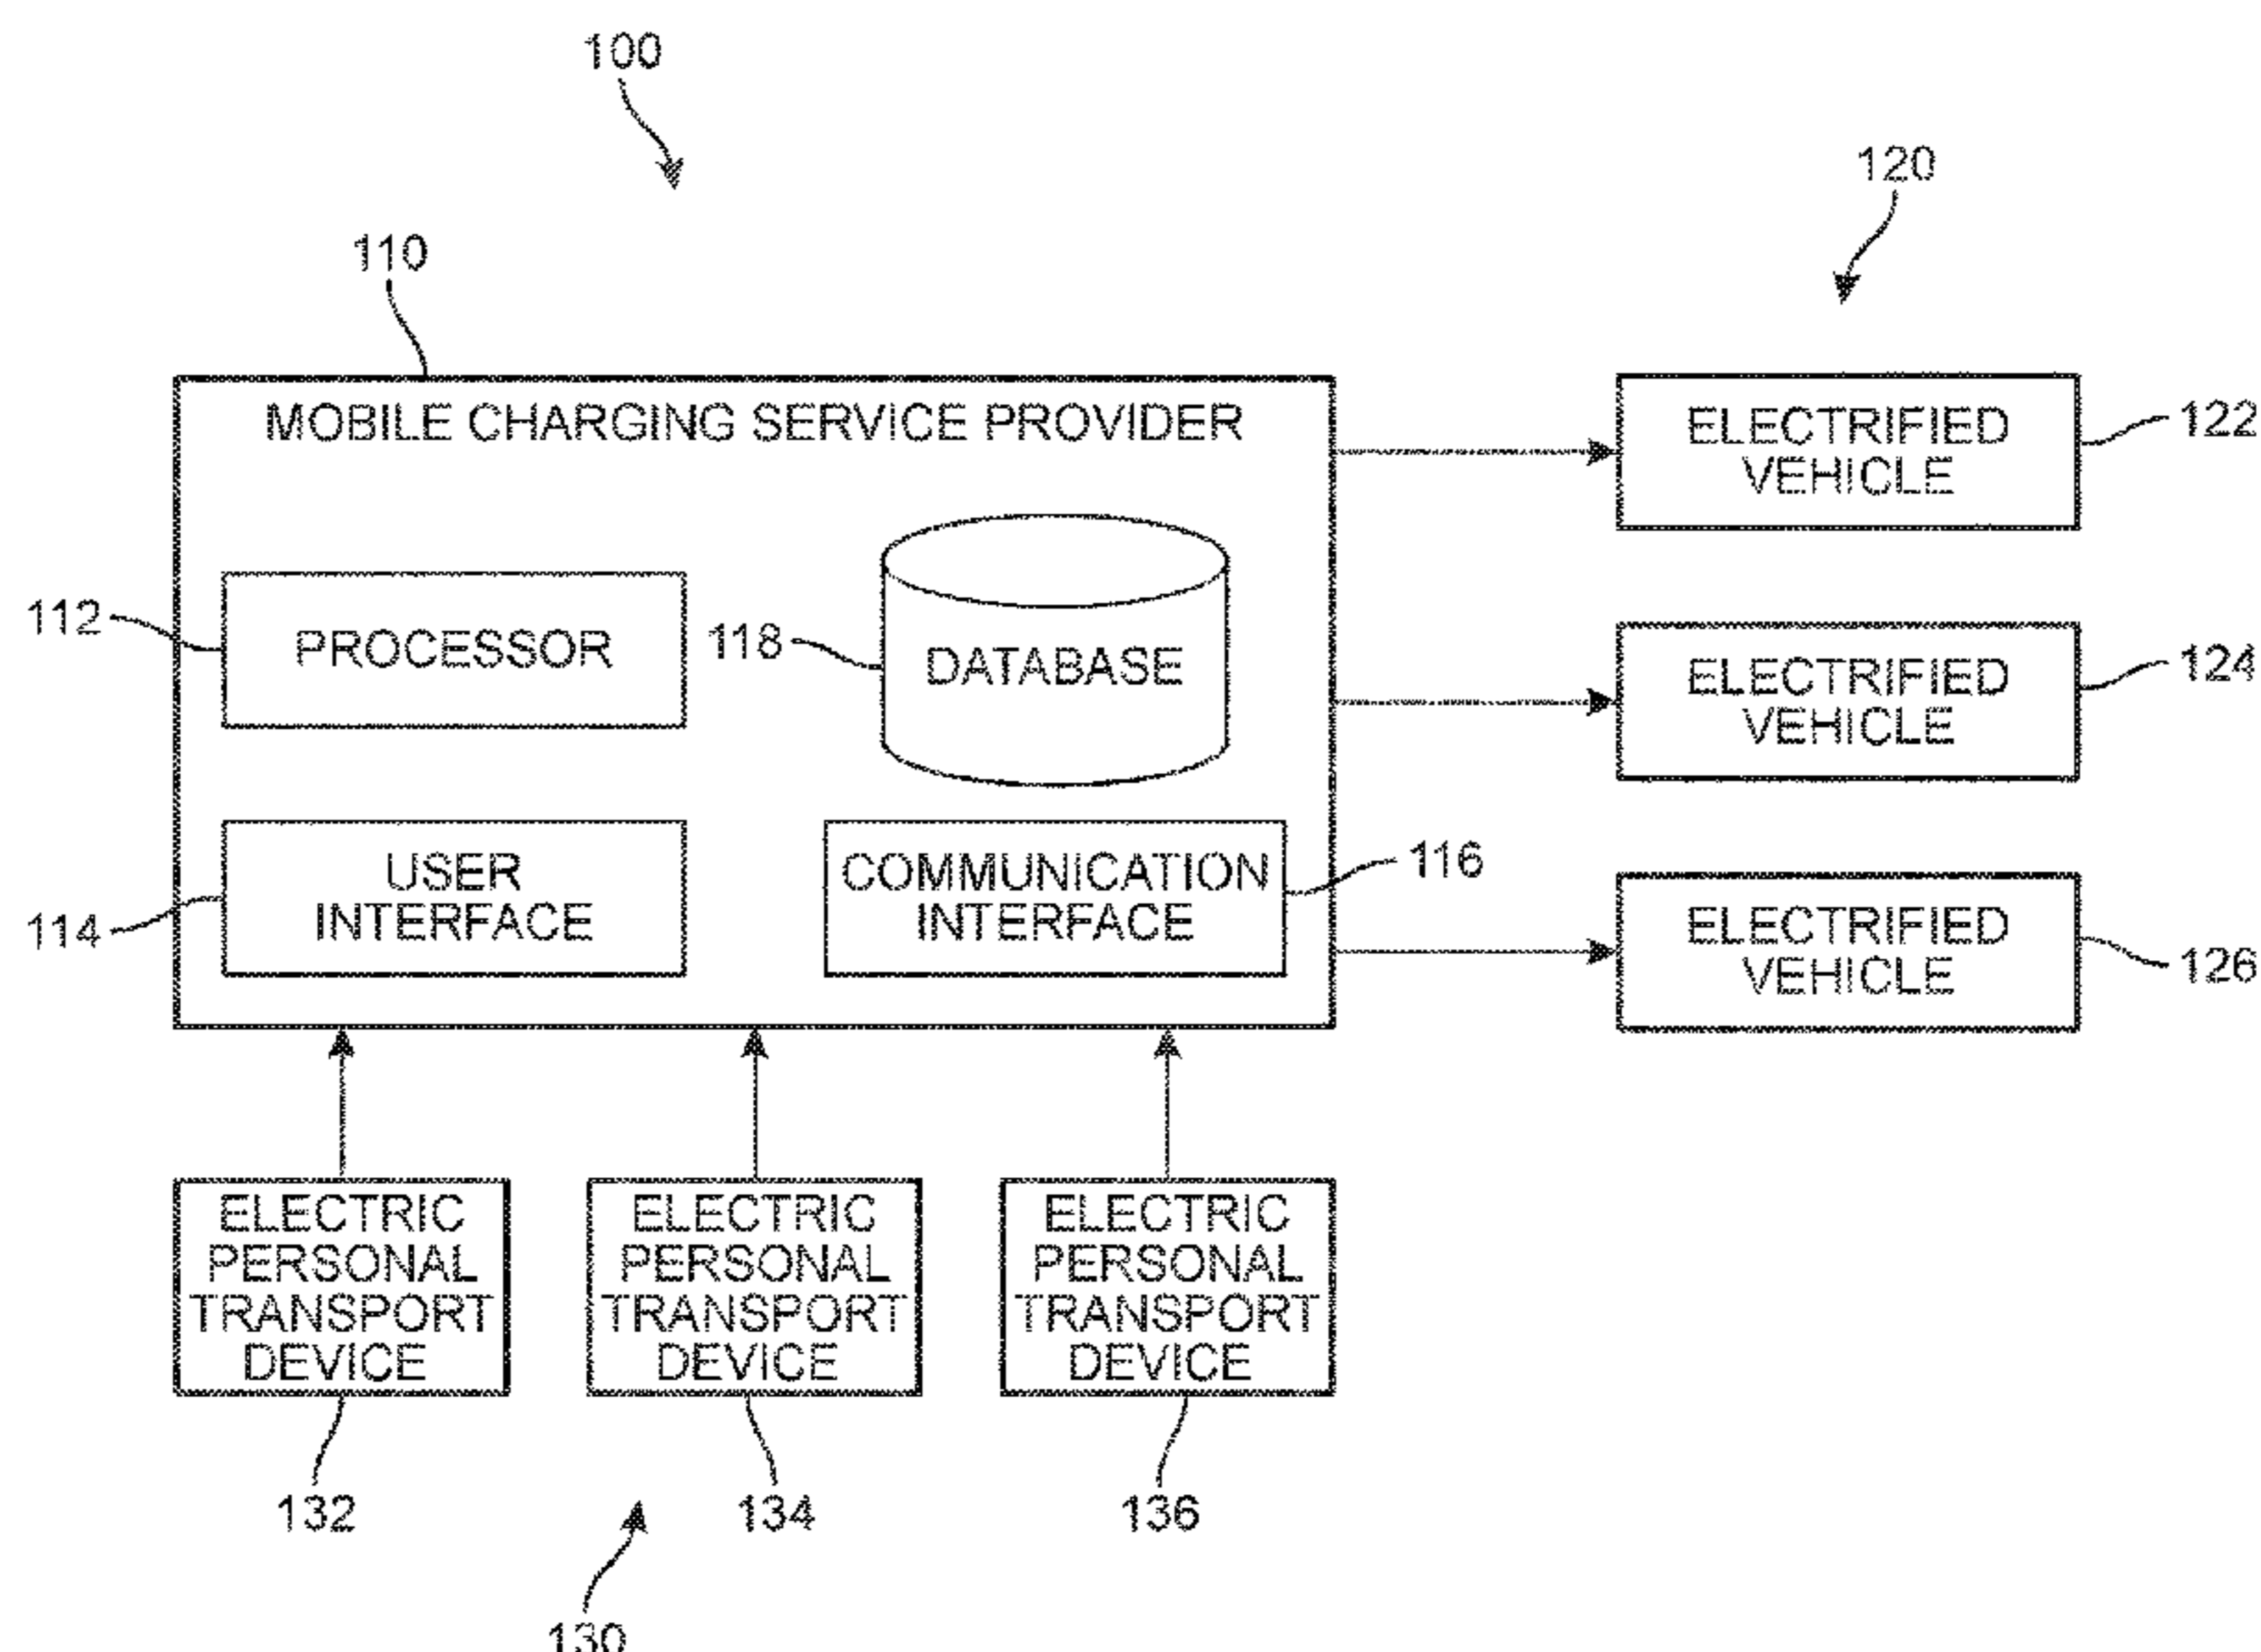 100
120
110
MOBILE CHARGING SERVICE PROVIDER
ELECTRIFIED
VEHICLE
122
112
PROCESSOR
118
DATABASE
ELECTRIFIED
VEHICLE
124
114
USER
INTERFACE
COMMUNICATION
INTERFACE
116
ELECTRIFIED
VEHICLE
126
ELECTRIC
PERSONAL
TRANSPORT
DEVICE
ELECTRIC
PERSONAL
TRANSPORT
DEVICE
ELECTRIC
PERSONAL
TRANSPORT
DEVICE
132
134
136
130